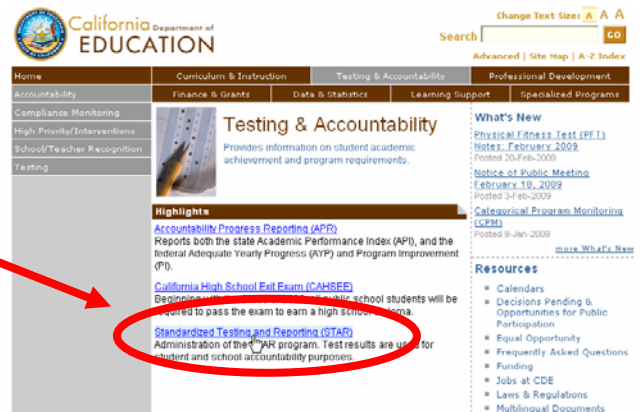 California Department of
EDUCATION
Change Text Size: A A A
Search GO
Advanced | Site Map | A-Z Index
Home Curriculum & Instruction Testing & Accountability Professional Development
Accountability Finance & Grants Data & Statistics Learning Support Specialized Programs
Compliance Monitoring
High Priority/Interventions
School/Teacher Recognition
Testing
Testing & Accountability
Provides information on student academic
achievement and program requirements.
Highlights
Accountability Progress Reporting (APR)
Reports both the state Academic Performance Index (API), and the
federal Adequate Yearly Progress (AYP) and Program Improvement
(PI).
California High School Exit Exam (CAHSEE)
Beginning with public school students will be
required to pass the exam to earn a high school diploma.
Standardized Testing and Reporting (STAR)
Administration of the program. Test results are used for
student and school accountability purposes.
What's New
Physical Fitness Test (PFT)
Notes: February 2009
Posted 20-Feb-2009
Notice of Public Meeting
February 10, 2009
Posted 3-Feb-2009
Categorical Program Monitoring
(CPM)
Posted 9-Jan-2009
more What's New
Resources
Calendars
Decisions Pending &
Opportunities for Public
Participation
Equal Opportunity
Frequently Asked Questions
Funding
Jobs at CDE
Laws & Regulations
Multilingual Documents